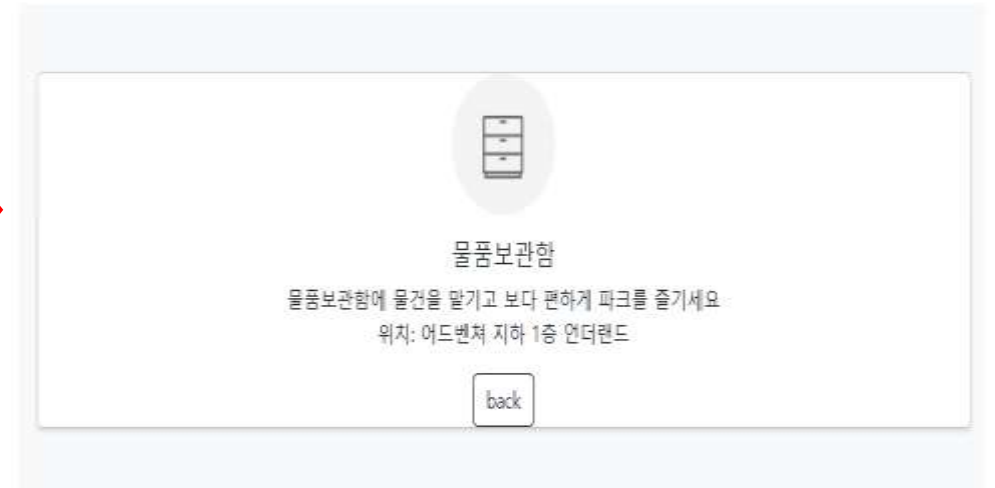 물품보관함
물품보관함에 물건을 맡기고 보다 편하게 파크를 즐기세요
위치: 어드벤쳐 지하 1층 언더랜드
back